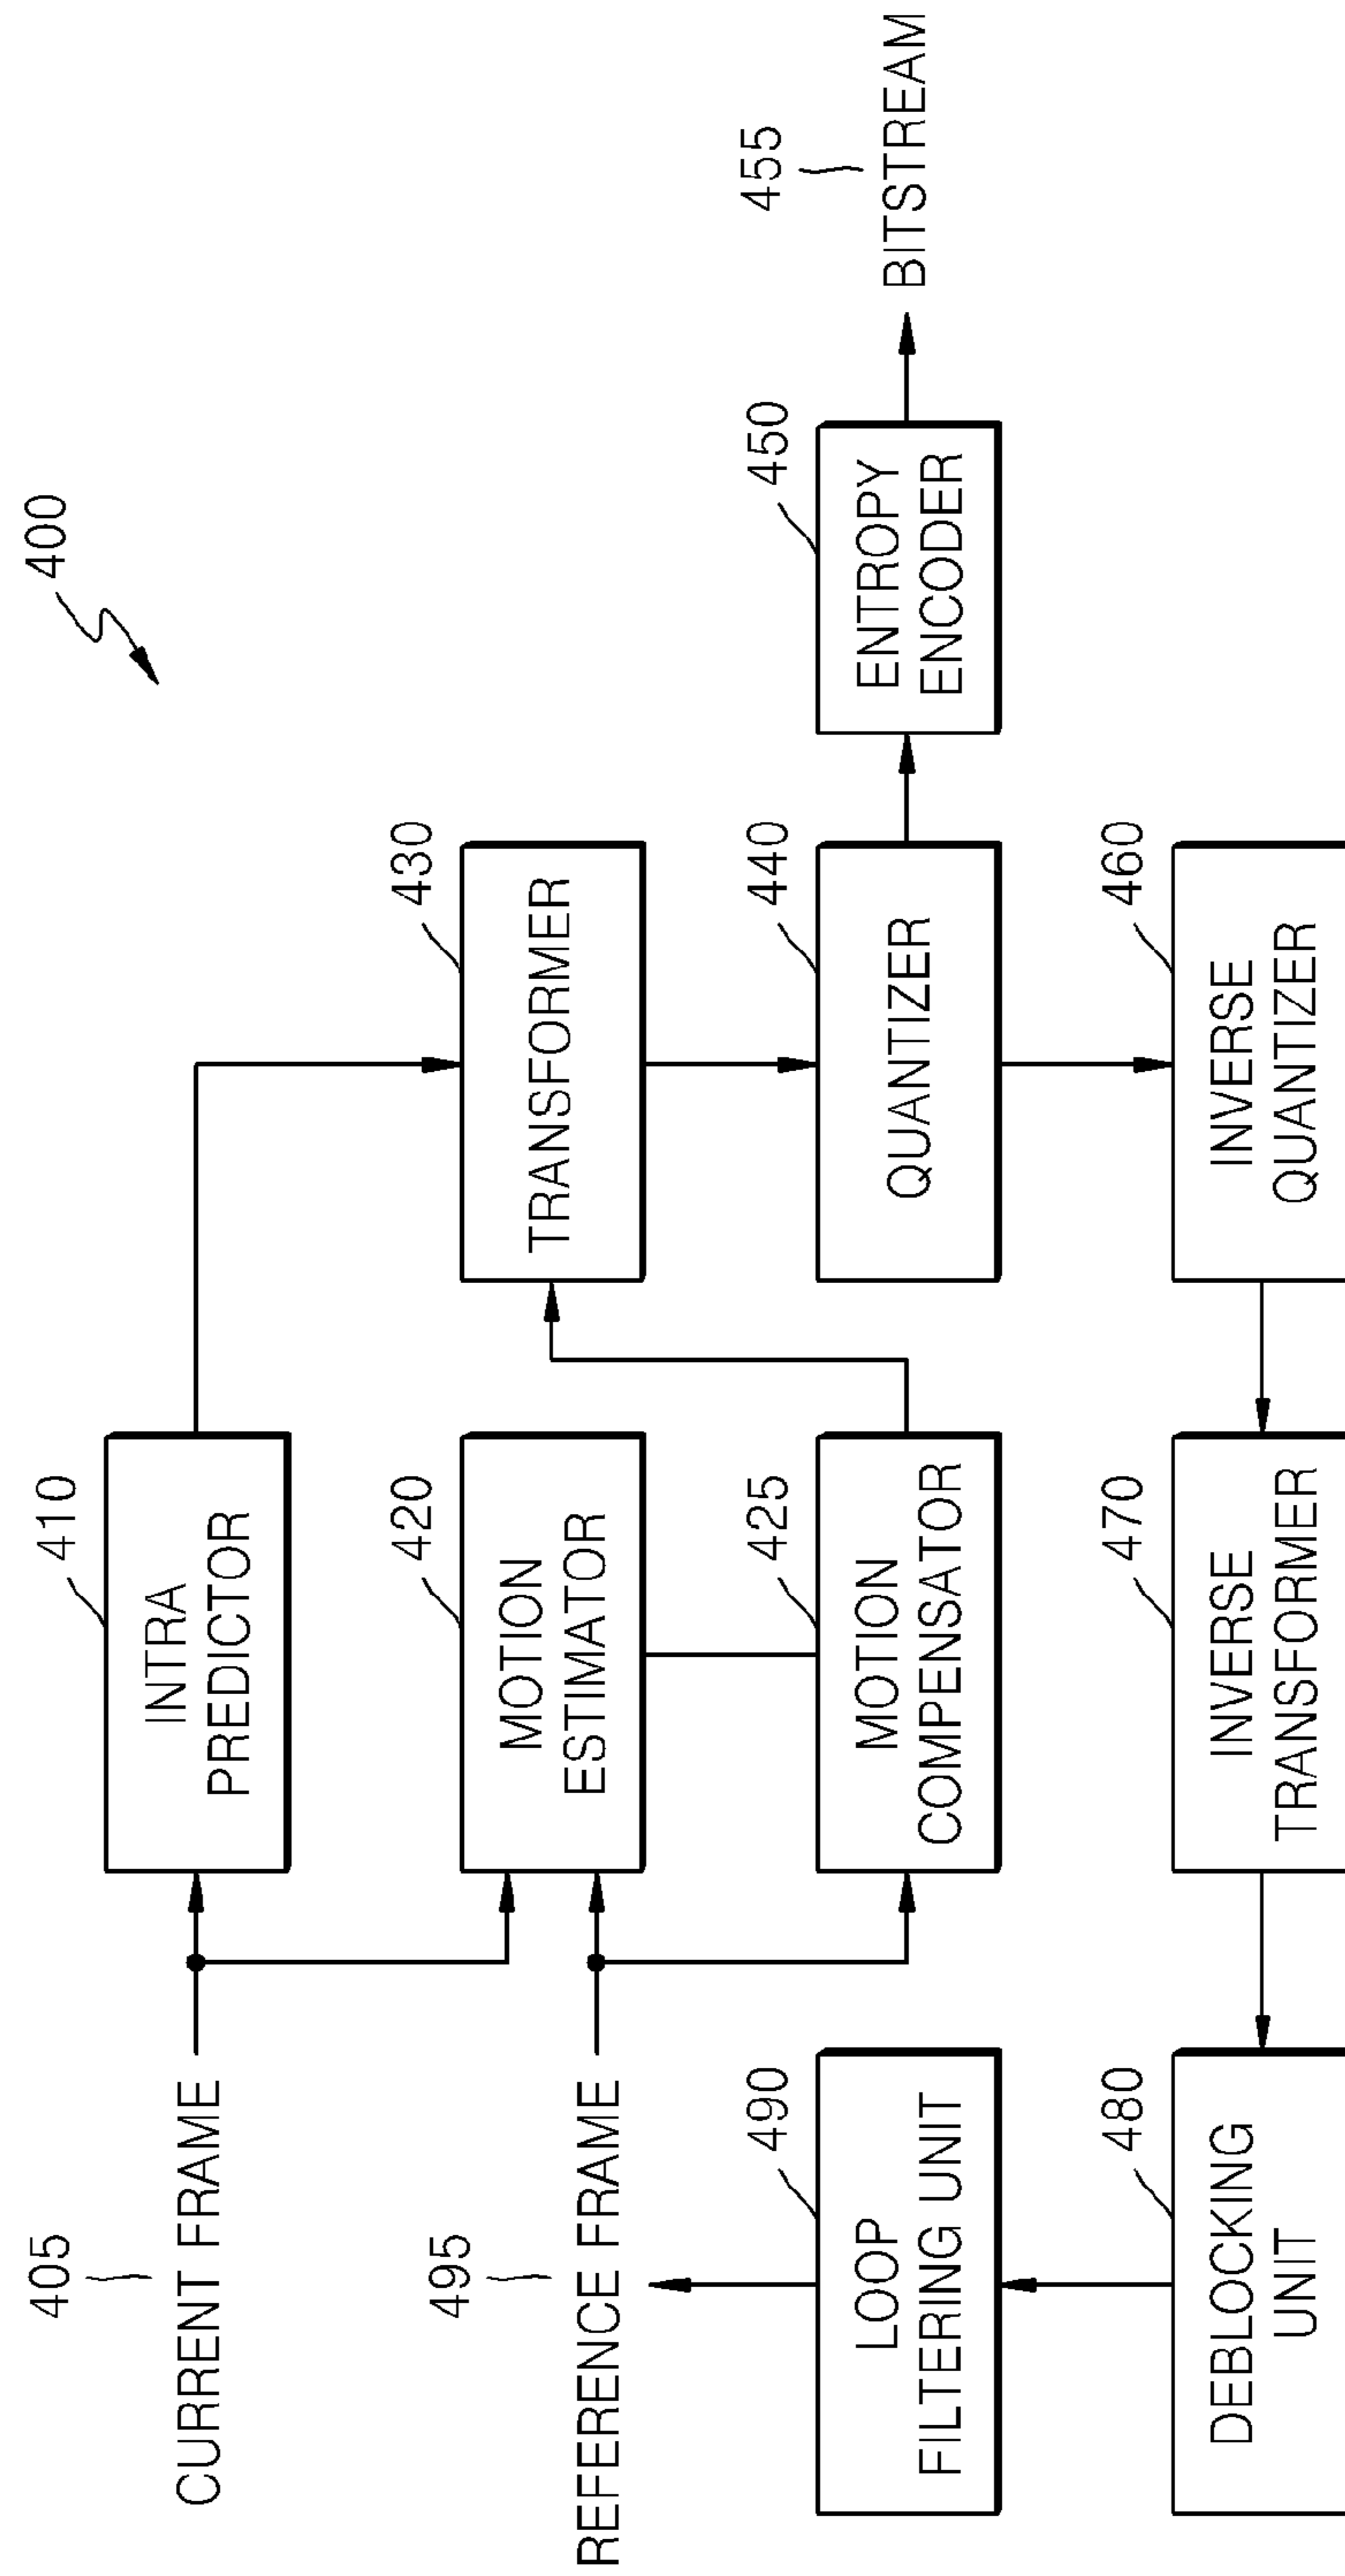 400
405
CURRENT FRAME
410
INTRA
PREDICTOR
495
REFERENCE FRAME
420
MOTION
ESTIMATOR
430
TRANSFORMER
490
LOOP
FILTERING UNIT
425
MOTION
COMPENSATOR
440
QUANTIZER
450
ENTROPY
ENCODER
455
BITSTREAM
480
DEBLOCKING
UNIT
470
INVERSE
TRANSFORMER
460
INVERSE
QUANTIZER